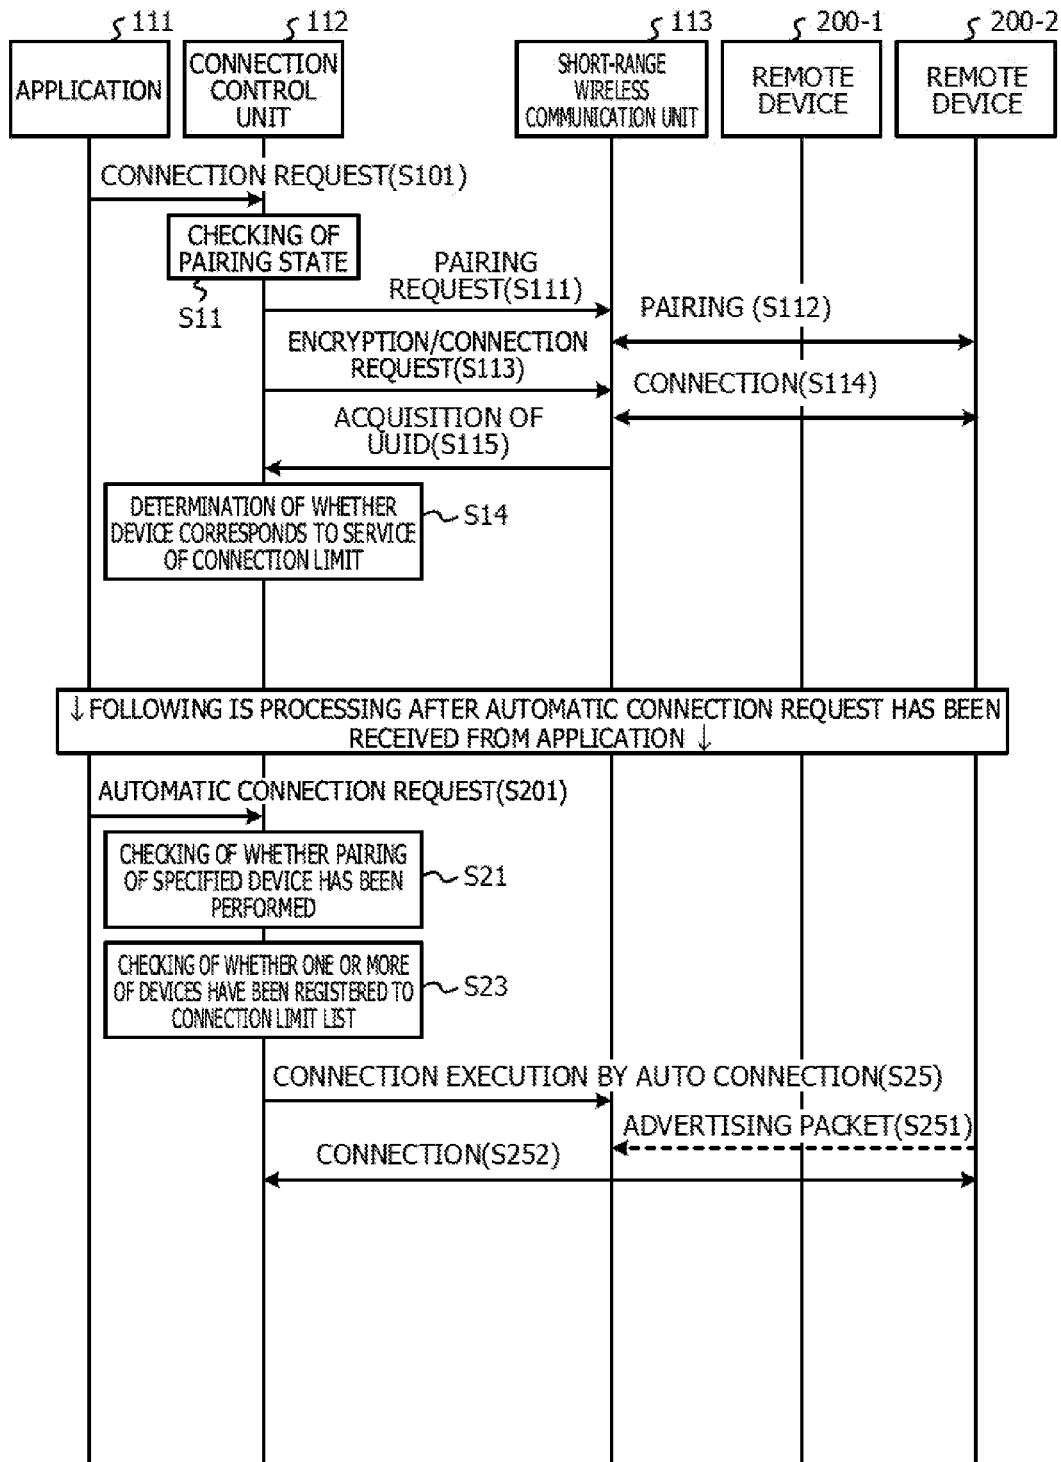 111
112
113
200-1
200-2
APPLICATION
CONNECTION
CONTROL
UNIT
SHORT-RANGE
WIRELESS
COMMUNICATION UNIT
REMOTE
DEVICE
REMOTE
DEVICE
CONNECTION REQUEST(S101)
CHECKING OF
PAIRING STATE
S11
PAIRING
REQUEST(S111)
PAIRING (S112)
ENCRYPTION/CONNECTION
REQUEST(S113)
CONNECTION(S114)
ACQUISITION OF
UUID(S115)
DETERMINATION OF WHETHER
DEVICE CORRESPONDS TO SERVICE
OF CONNECTION LIMIT
S14
↓FOLLOWING IS PROCESSING AFTER AUTOMATIC CONNECTION REQUEST HAS BEEN
RECEIVED FROM APPLICATION ↓
AUTOMATIC CONNECTION REQUEST(S201)
CHECKING OF WHETHER PAIRING
OF SPECIFIED DEVICE HAS BEEN
PERFORMED
S21
CHECKING OF WHETHER ONE OR MORE
OF DEVICES HAVE BEEN REGISTERED TO
CONNECTION LIMIT LIST
S23
CONNECTION EXECUTION BY AUTO CONNECTION(S25)
ADVERTISING PACKET(S251)
CONNECTION(S252)